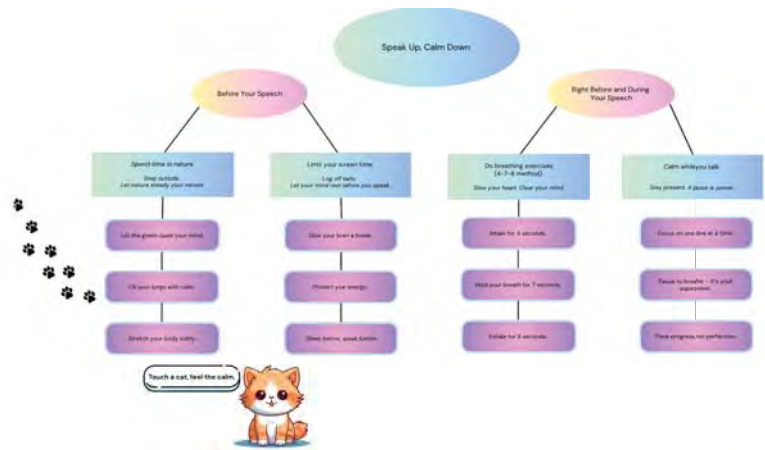 Speak Up, Calm Down
Before Your Speech
Right Before and During
Your Speech
Spend time in nature
Step outside.
Let nature steady your nerves.
Limit your screen time
Log off early.
Let your mind rest before you speak.
Do breathing exercises
(4-7-8 method)
Slow your heart. Clear your mind.
Calm whileyou talk
Stay present. A pause is power.
Let the green quiet your mind.
Fill your lungs with calm.
Stretch your body
Give your brain a break.
Protect your energy.
Sleep better, speak better.
Inhale for 4 seconds.
Hold your breath for 7 seconds.
Exhale for 8 seconds.
Focus on one line at a time.
Pause to breathe – it's your
superpower.
Think progress, not perfection.
Touch a cat, feel the calm.